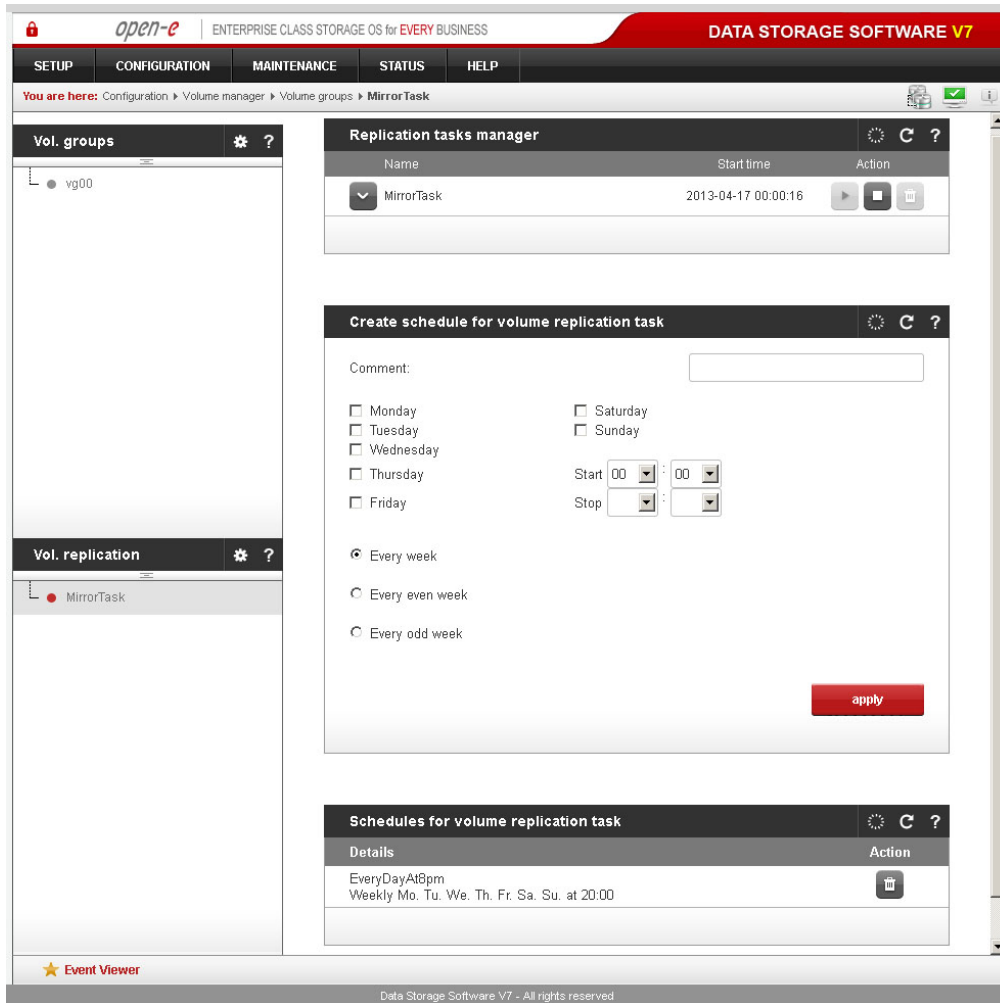 open-e ENTERPRISE CLASS STORAGE OS for EVERY BUSINESS DATA STORAGE SOFTWARE V7
SETUP CONFIGURATION MAINTENANCE STATUS HELP
You are here: Configuration Volume manager Volume groups MirrorTask
Vol. groups ?
vg00
Vol. replication ?
MirrorTask
Replication tasks manager ?
Name Start time Action
MirrorTask 2013-04-17 00:00:16
Create schedule for volume replication task ?
Comment:
Monday Saturday
Tuesday Sunday
Wednesday
Thursday Start 00 : 00
Friday Stop :
Every week
Every even week
Every odd week
apply
Schedules for volume replication task ?
Details Action
EveryDayAt8pm
Weekly Mo. Tu. We. Th. Fr. Sa. Su. at 20:00
Event Viewer
Data Storage Software V7 - All rights reserved